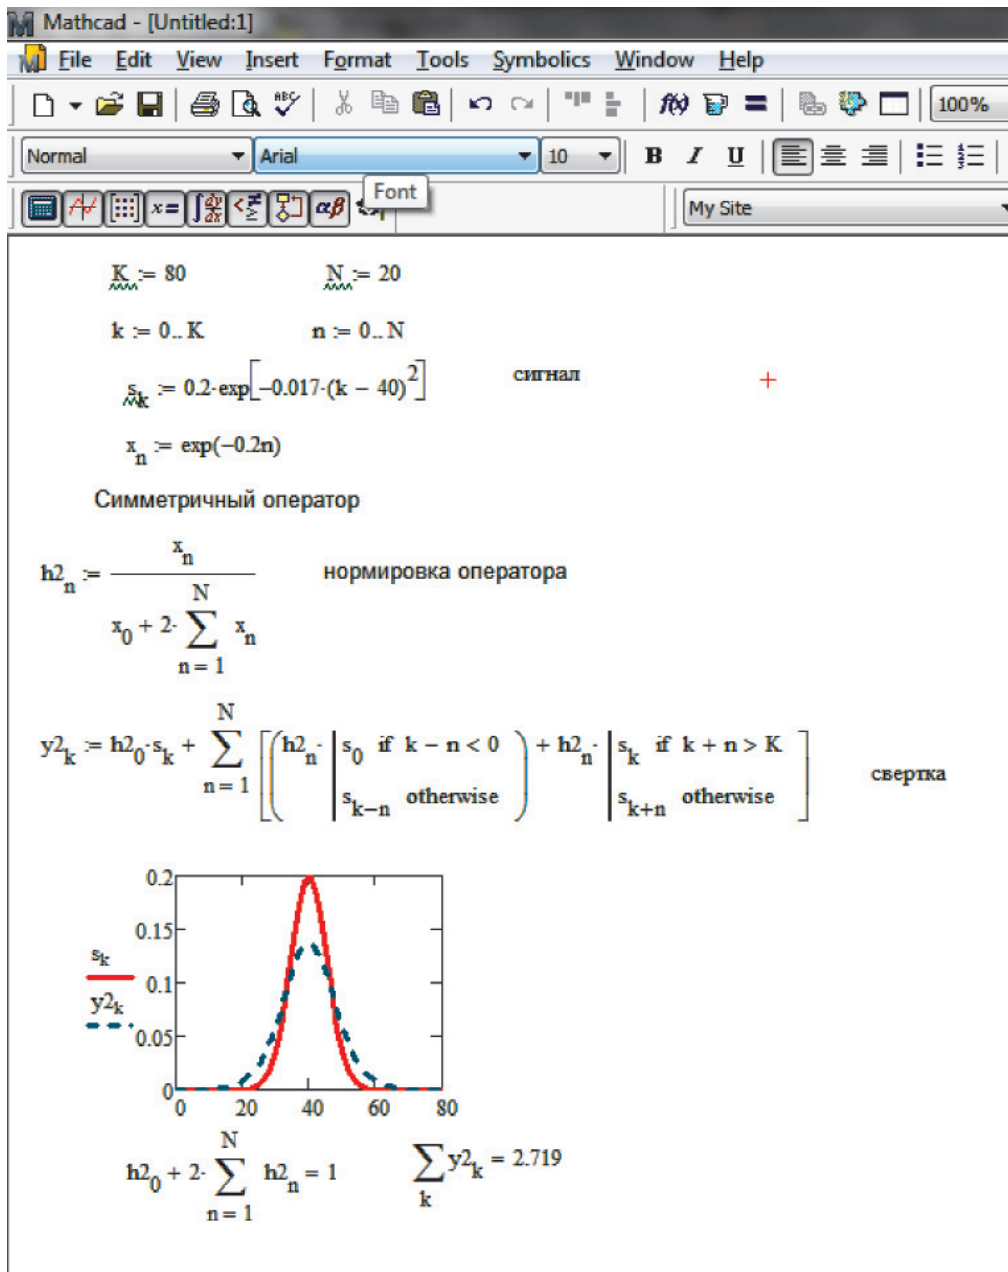 Mathcad - [Untitled:1]
File Edit View Insert Format Tools Symbolics Window Help
100%
Normal Arial 10 B I U
Font
My Site
K := 80 N := 20
k := 0.. K n := 0.. N
s_k := 0.2·exp[-0.017·(k - 40)^2] сигнал
x_n := exp(-0.2n)
Симметричный оператор
h2_n := x_n / (x_0 + 2·∑_{n = 1}^{N} x_n) нормировка оператора
y2_k := h2_0·s_k + ∑_{n = 1}^{N} [(h2_n·| s_0 if k - n < 0 | s_{k-n} otherwise) + h2_n·| s_k if k + n > K | s_{k+n} otherwise] свертка
0.2
0.15
s_k
0.1
y2_k
0.05
0
0 20 40 60 80
h2_0 + 2·∑_{n = 1}^{N} h2_n = 1 ∑_k y2_k = 2.719